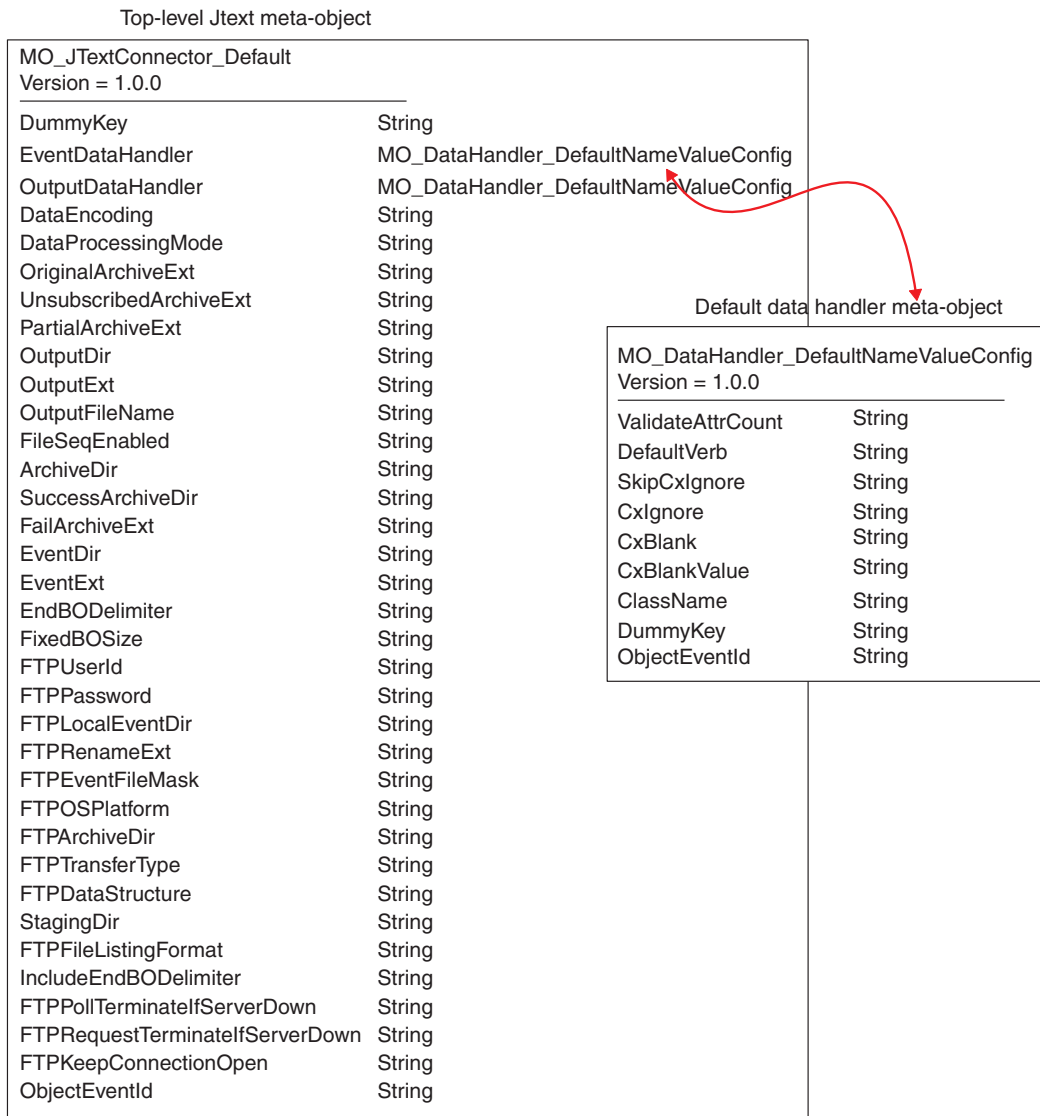 Top-level Jtext meta-object
MO_JTextConnector_Default
Version = 1.0.0
DummyKey String
EventDataHandler MO_DataHandler_DefaultNameValueConfig
OutputDataHandler MO_DataHandler_DefaultNameValueConfig
DataEncoding String
DataProcessingMode String
OriginalArchiveExt String
UnsubscribedArchiveExt String
PartialArchiveExt String
OutputDir String
OutputExt String
OutputFileName String
FileSeqEnabled String
ArchiveDir String
SuccessArchiveDir String
FailArchiveExt String
EventDir String
EventExt String
EndBODelimiter String
FixedBOSize String
FTPUserId String
FTPPassword String
FTPLocalEventDir String
FTPRenameExt String
FTPEventFileMask String
FTPOSPlatform String
FTPArchiveDir String
FTPTransferType String
FTPDataStructure String
StagingDir String
FTPFileListingFormat String
IncludeEndBODelimiter String
FTPPollTerminateIfServerDown String
FTPRequestTerminateIfServerDown String
FTPKeepConnectionOpen String
ObjectEventId String
Default data handler meta-object
MO_DataHandler_DefaultNameValueConfig
Version = 1.0.0
ValidateAttrCount String
DefaultVerb String
SkipCxIgnore String
CxIgnore String
CxBlank String
CxBlankValue String
ClassName String
DummyKey String
ObjectEventId String